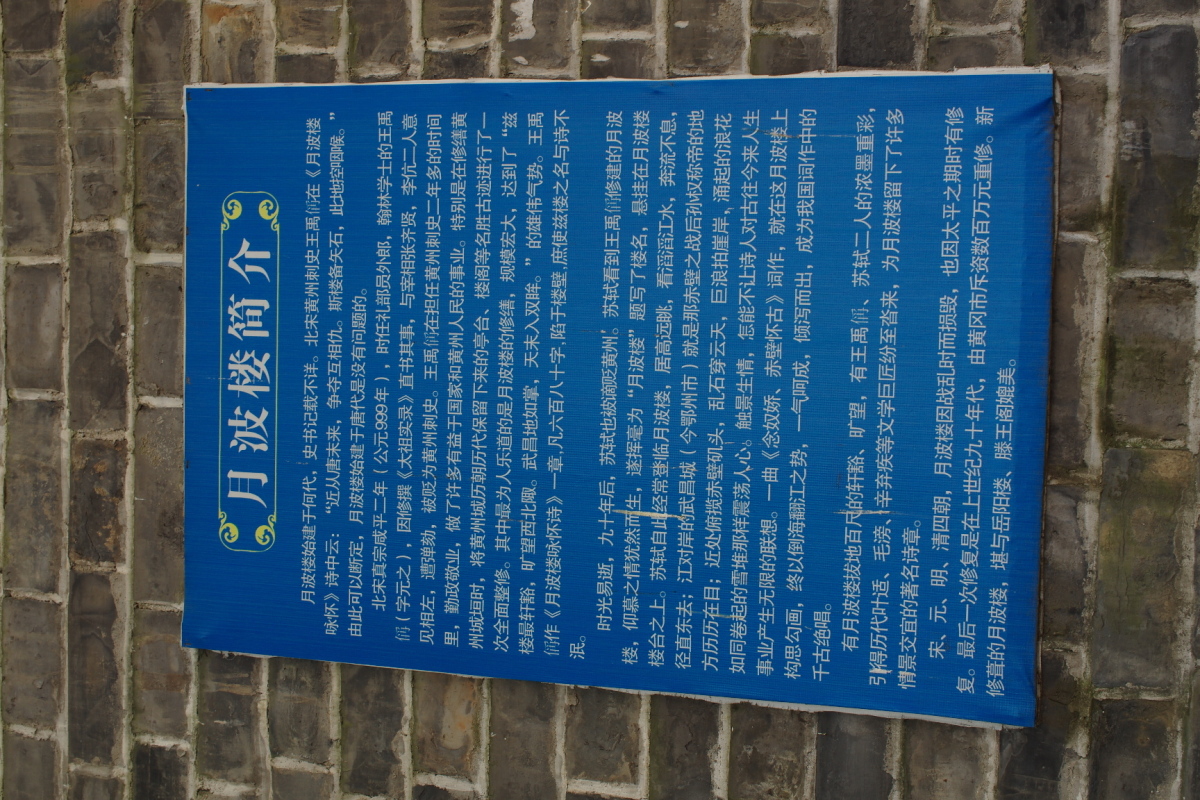 月波楼简介
月波楼始建于何代，史书记载不详。北宋黄州刺史王禹偁在《月波楼
咏怀》诗中云：“近从唐末来，争夺互相仇。斯楼备矢石，此地控咽喉。”
由此可以断定，月波楼始建于唐代是没有问题的。
北宋真宗咸平二年（公元999年），时任礼部员外郎，翰林学士的王禹
偁（字元之），因修撰《太祖实录》直书其事，与宰相张齐贤，李伉二人意
见相左，遭弹劾，被贬为黄州刺史。王禹偁在担任黄州刺史二年多的时间
里，勤政敬业，做了许多有益于国家和黄州人民的事业。特别是在修缮黄
州城垣时，将黄州城历朝历代保留下来的亭台、楼阁等名胜古迹进行了一
次全面整修。其中最为人乐道的是月波楼的修缮，规模宏大，达到了“兹
楼最轩豁，旷望西北陬。武昌地如掌，天末入双眸。”的雄伟气势。王禹
偁作《月波楼咏怀诗》一章,凡六百八十字,陷于楼壁,庶使兹楼之名与诗不
泯。
时光易逝，九十年后，苏轼也被谪贬黄州。苏轼看到王禹偁修建的月波
楼，仰慕之情犹然而生，遂挥毫为“月波楼”题写了楼名，悬挂在月波楼
楼台之上。苏轼自此经常登临月波楼，居高远眺，看滔滔江水，奔流不息，
径直东去；江对岸的武昌城（今鄂州市）就是那赤壁之战后孙权称帝的地
方历历在目；近处俯揽赤壁矶头，乱石穿云天，巨浪拍崖岸，涌起的浪花
如同卷起的雪堆那样震荡人心。触景生情，怎能不让诗人对古往今来人生
事业产生无限的联想。一曲《念奴娇、赤壁怀古》词作，就在这月波楼上
构思勾画，终以倒海翻江之势，一气呵成，倾泻而出，成为我国词作中的
千古绝唱。
有月波楼拔地百尺的轩豁、旷望，有王禹偁、苏轼二人的浓墨重彩，
引得历代叶适、毛滂、辛弃疾等文学巨匠纷至沓来，为月波楼留下了许多
情景交宜的著名诗章。
宋、元、明、清四朝，月波楼因战乱时而损毁，也因太平之期时有修
复。最后一次修复是在上世纪九十年代，由黄冈市斥资数百万元重修。新
修葺的月波楼，堪与岳阳楼、滕王阁媲美。